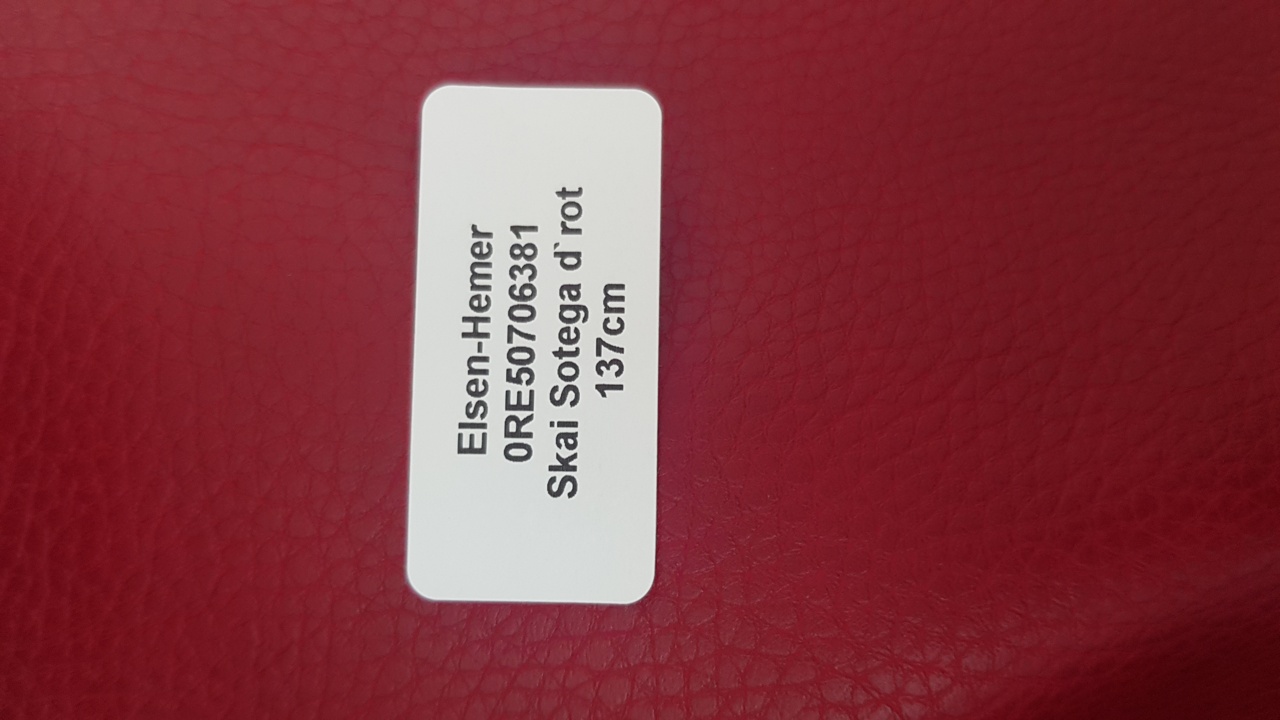 Elsen-Hemer
0RE50706381
Skai Sotega d`rot
137cm